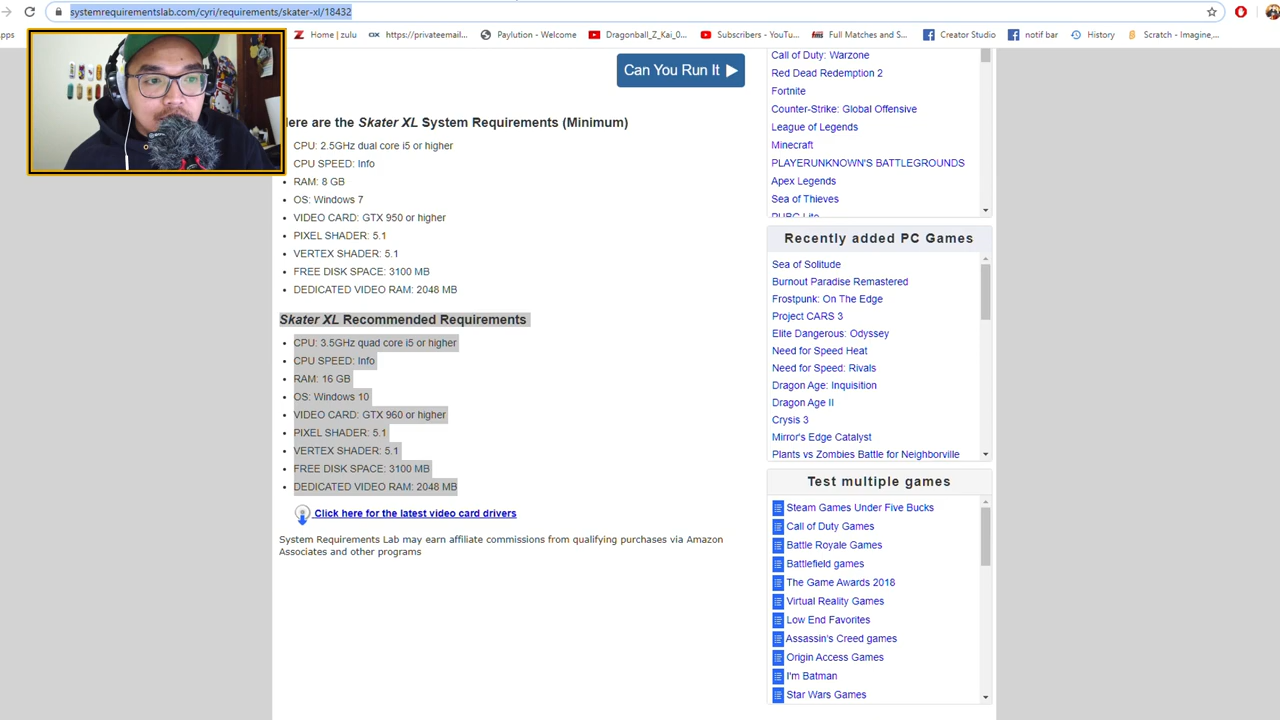 systemrequirementslab.com/cyri/requirements/skater-xl/18432
Apps Home | zulu https://privateemail... Paylution - Welcome Dragonball_Z_Kai_0... Subscribers - YouTu... Full Matches and S... Creator Studio notif bar History Scratch - Imagine,...
Can You Run It
Here are the Skater XL System Requirements (Minimum)
CPU: 2.5GHz dual core i5 or higher
CPU SPEED: Info
RAM: 8 GB
OS: Windows 7
VIDEO CARD: GTX 950 or higher
PIXEL SHADER: 5.1
VERTEX SHADER: 5.1
FREE DISK SPACE: 3100 MB
DEDICATED VIDEO RAM: 2048 MB
Skater XL Recommended Requirements
CPU: 3.5GHz quad core i5 or higher
CPU SPEED: Info
RAM: 16 GB
OS: Windows 10
VIDEO CARD: GTX 960 or higher
PIXEL SHADER: 5.1
VERTEX SHADER: 5.1
FREE DISK SPACE: 3100 MB
DEDICATED VIDEO RAM: 2048 MB
Click here for the latest video card drivers
System Requirements Lab may earn affiliate commissions from qualifying purchases via Amazon
Associates and other programs
Call of Duty: Warzone
Red Dead Redemption 2
Fortnite
Counter-Strike: Global Offensive
League of Legends
Minecraft
PLAYERUNKNOWN'S BATTLEGROUNDS
Apex Legends
Sea of Thieves
PUBG Lite
Recently added PC Games
Sea of Solitude
Burnout Paradise Remastered
Frostpunk: On The Edge
Project CARS 3
Elite Dangerous: Odyssey
Need for Speed Heat
Need for Speed: Rivals
Dragon Age: Inquisition
Dragon Age II
Crysis 3
Mirror's Edge Catalyst
Plants vs Zombies Battle for Neighborville
Test multiple games
Steam Games Under Five Bucks
Call of Duty Games
Battle Royale Games
Battlefield games
The Game Awards 2018
Virtual Reality Games
Low End Favorites
Assassin's Creed games
Origin Access Games
I'm Batman
Star Wars Games